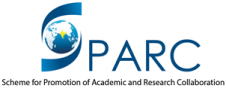 SPARC
Scheme for Promotion of Academic and Research Collaboration